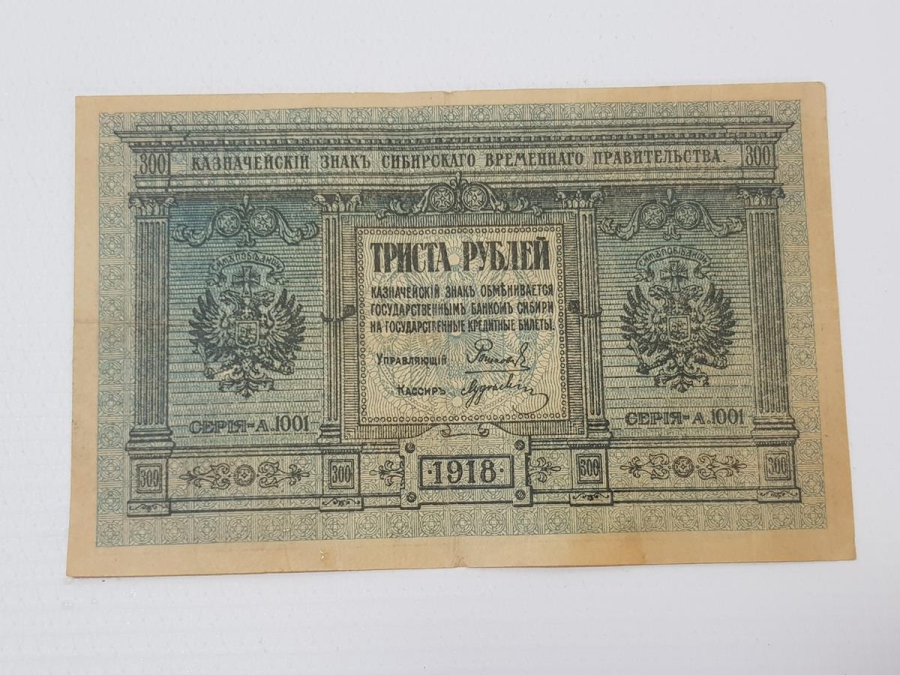 300 КАЗНАЧЕЙСКІЙ ЗНАКЪ СИБИРСКАГО ВРЕМЕННАГО ПРАВИТЕЛЬСТВА. 300
ТРИСТА РУБЛЕЙ
КАЗНАЧЕЙСКІЙ ЗНАКЪ ОБМѢНИВАЕТСЯ
ГОСУДАРСТВЕННЫМЪ БАНКОМЪ СИБИРИ
НА ГОСУДАРСТВЕННЫЕ КРЕДИТНЫЕ БИЛЕТЫ.
УПРАВЛЯЮЩІЙ
КАССИРЪ
СЕРІЯ-А.1001
СЕРІЯ-А.1001
300 300 ·1918· 300 300